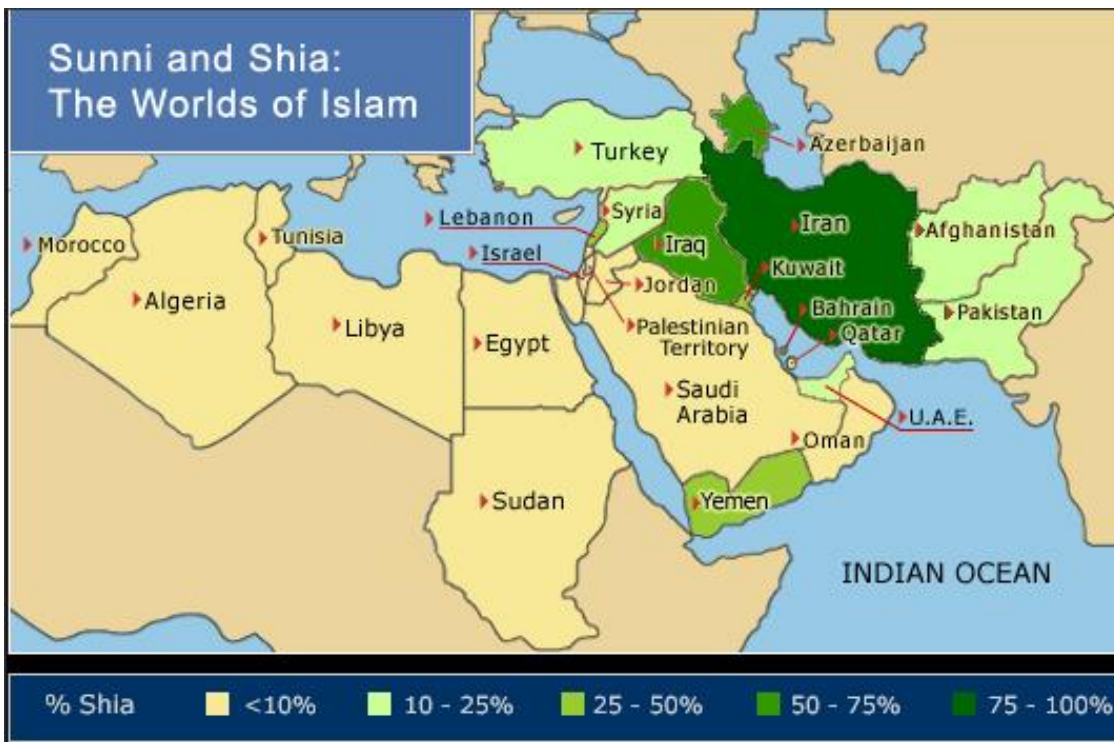 Sunni and Shia:
The Worlds of Islam
Turkey
Azerbaijan
Lebanon
Syria
Iran
Afghanistan
Morocco
Tunisia
Israel
Iraq
Kuwait
Algeria
Jordan
Bahrain
Pakistan
Libya
Egypt
Palestinian
Territory
Qatar
Saudi
Arabia
U.A.E.
Oman
Sudan
Yemen
INDIAN OCEAN
% Shia <10% 10 - 25% 25 - 50% 50 - 75% 75 - 100%